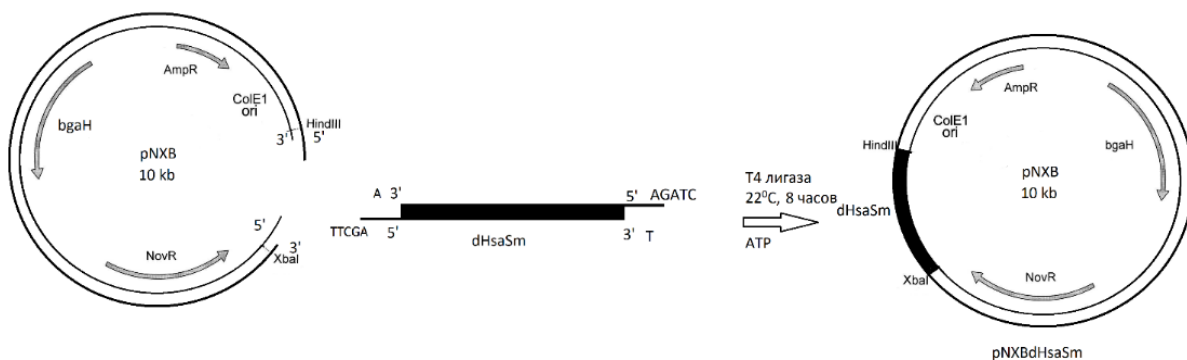 AmpR
ColE1
ori
HindIII
3'
5'
bgaH
pNXB
10 kb
5'
3'
XbaI
NovR
A 3'
5' AGATC
TTCGA
5'
3' T
dHsaSm
T4 лигаза
22⁰C, 8 часов
ATP
AmpR
ColE1
ori
HindIII
bgaH
pNXB
10 kb
dHsaSm
XbaI
NovR
pNXBdHsaSm